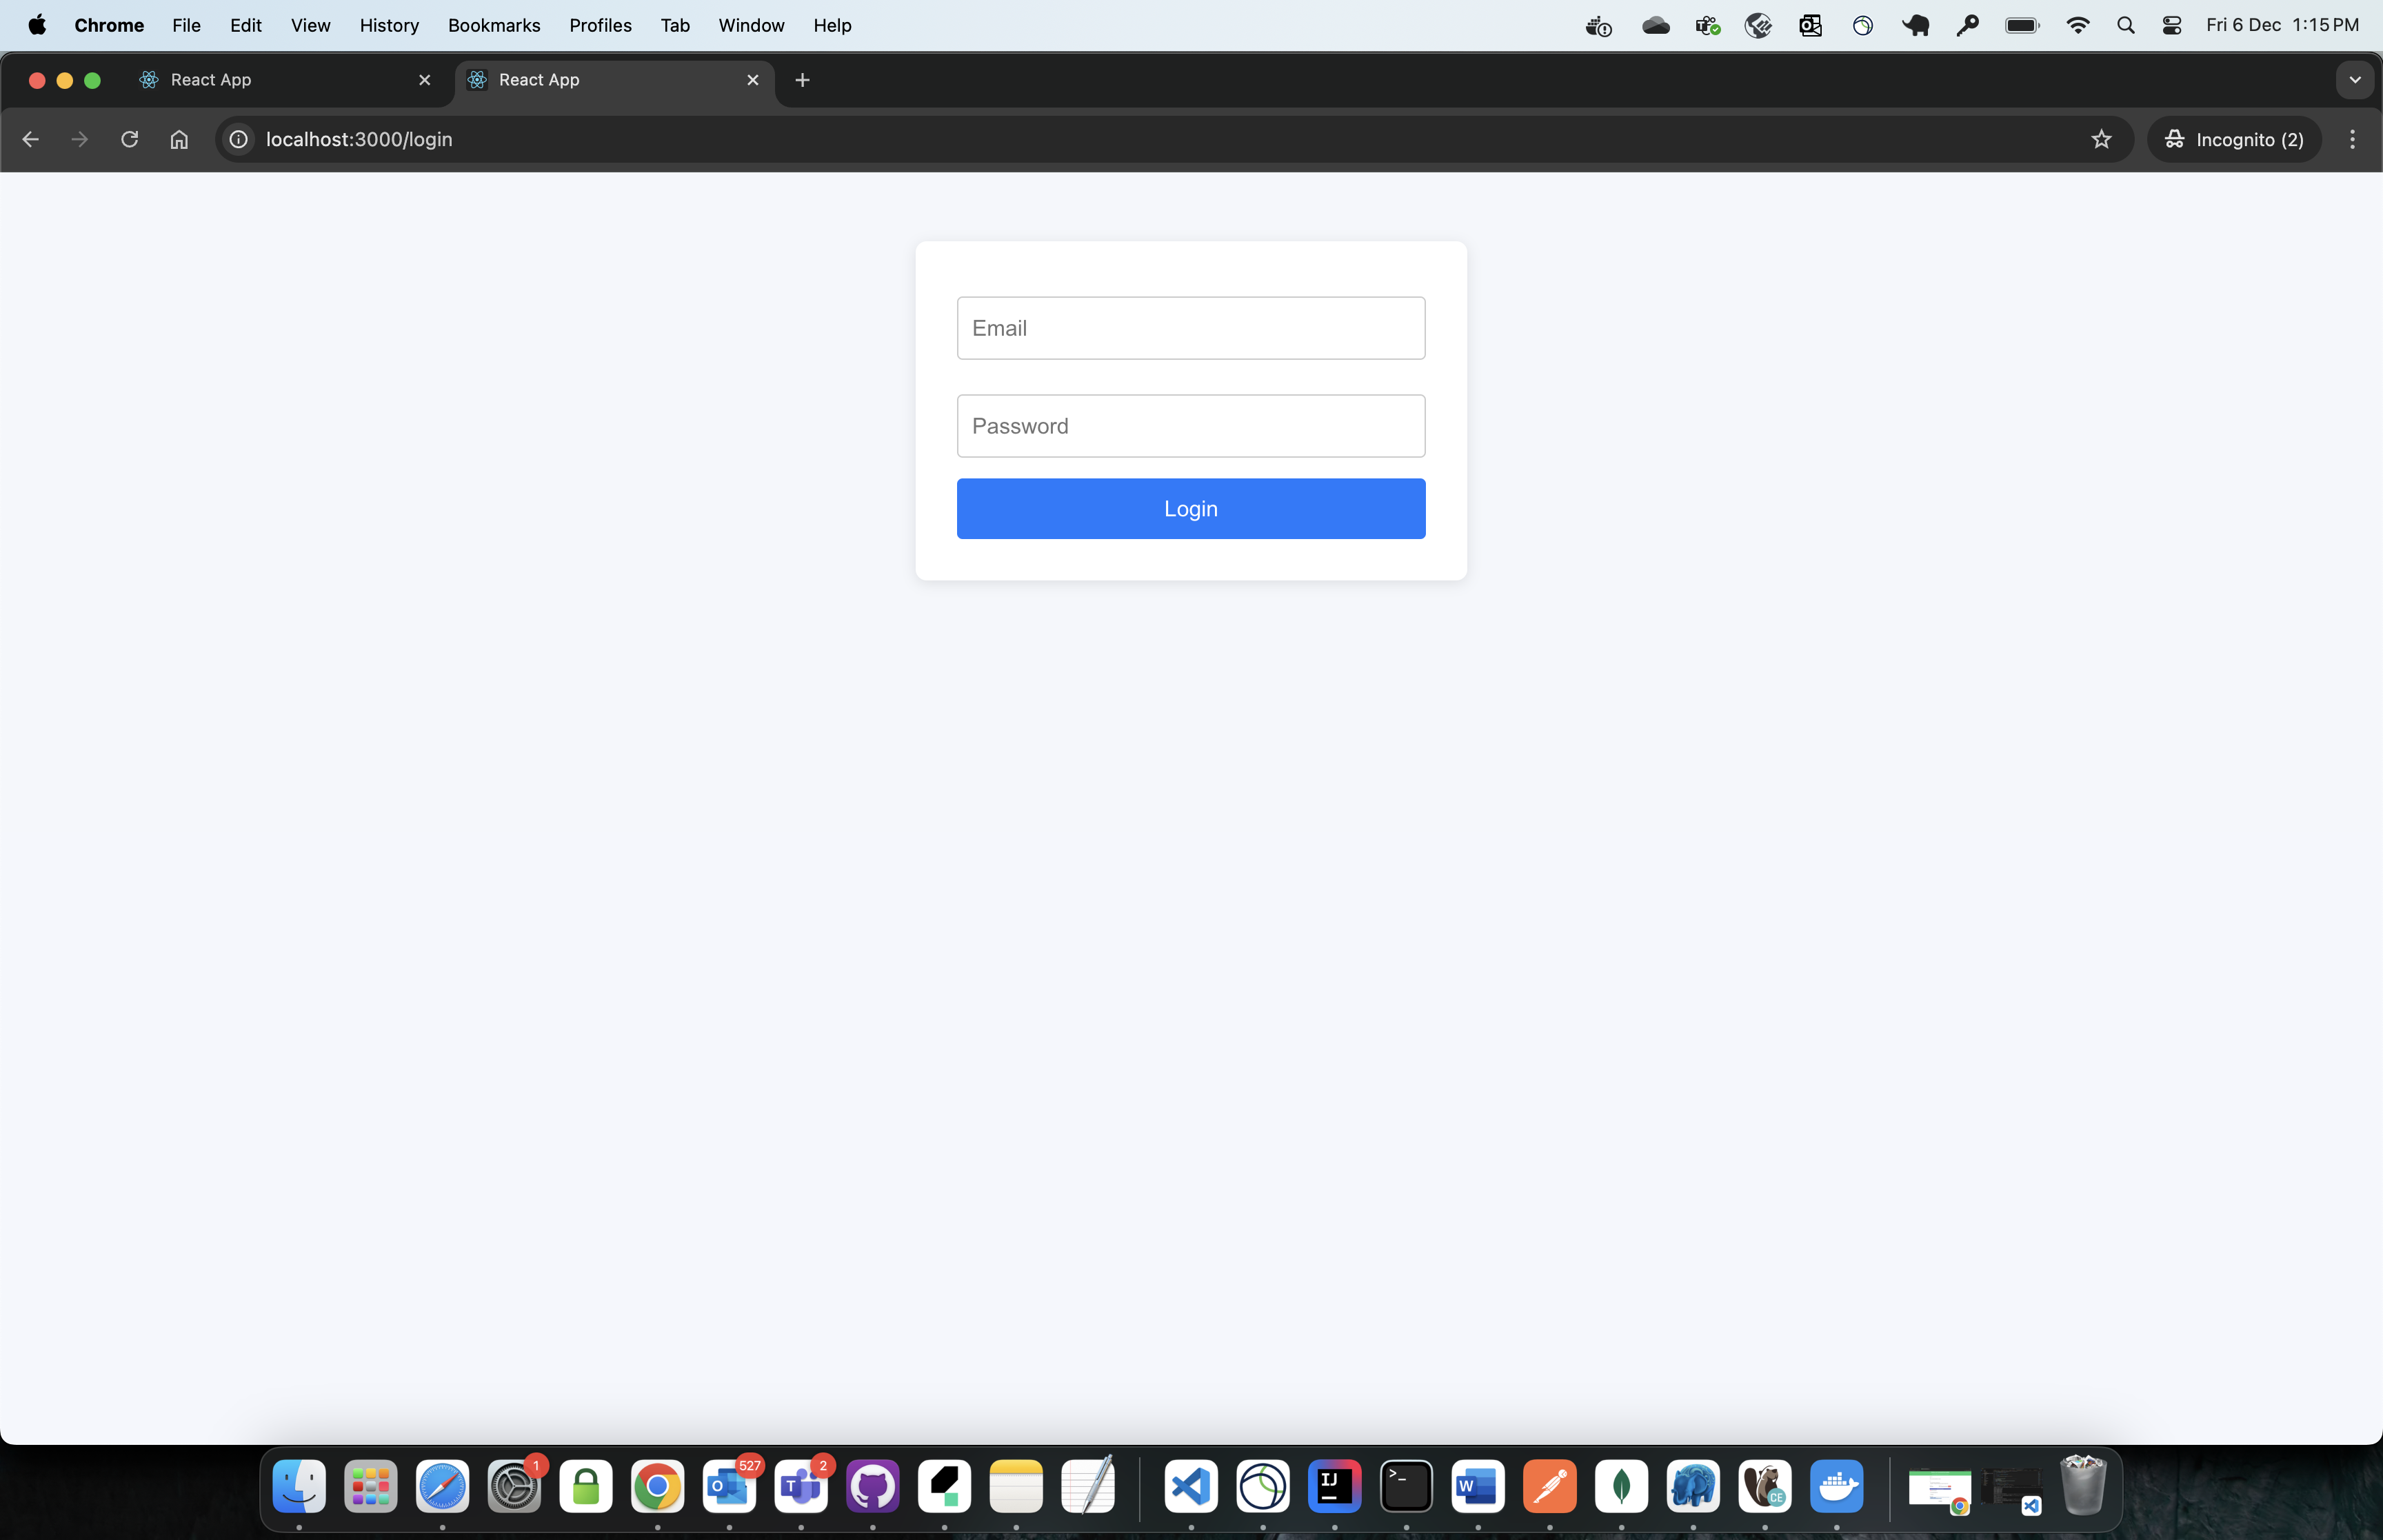 Chrome File Edit View History Bookmarks Profiles Tab Window Help Fri 6 Dec 1:15 PM
React App React App
localhost:3000/login Incognito (2)
Email
Password
Login
1 527 2
O T IJ >_ W CE